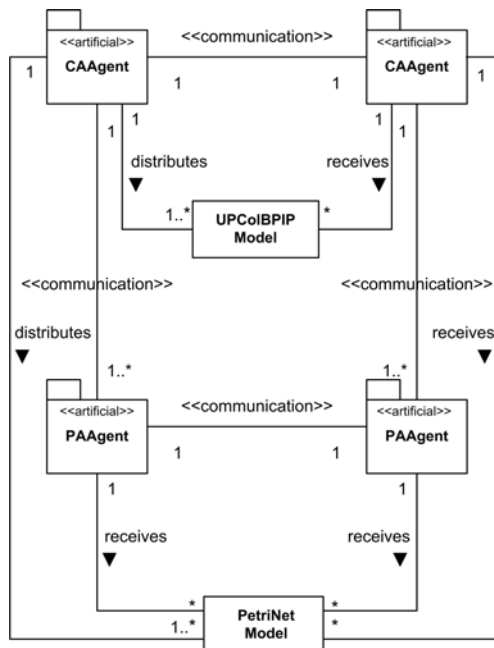 <<artificial>> <<communication>> <<artificial>>
CAAgent CAAgent
1 1 1 1
1 1 1 1
distributes receives
1..* UPColBPIP *
Model
<<communication>> <<communication>>
distributes receives
1..* 1..*
<<artificial>> <<communication>> <<artificial>>
PAAgent PAAgent
1 1 1 1
receives receives
* PetriNet *
1..* Model *